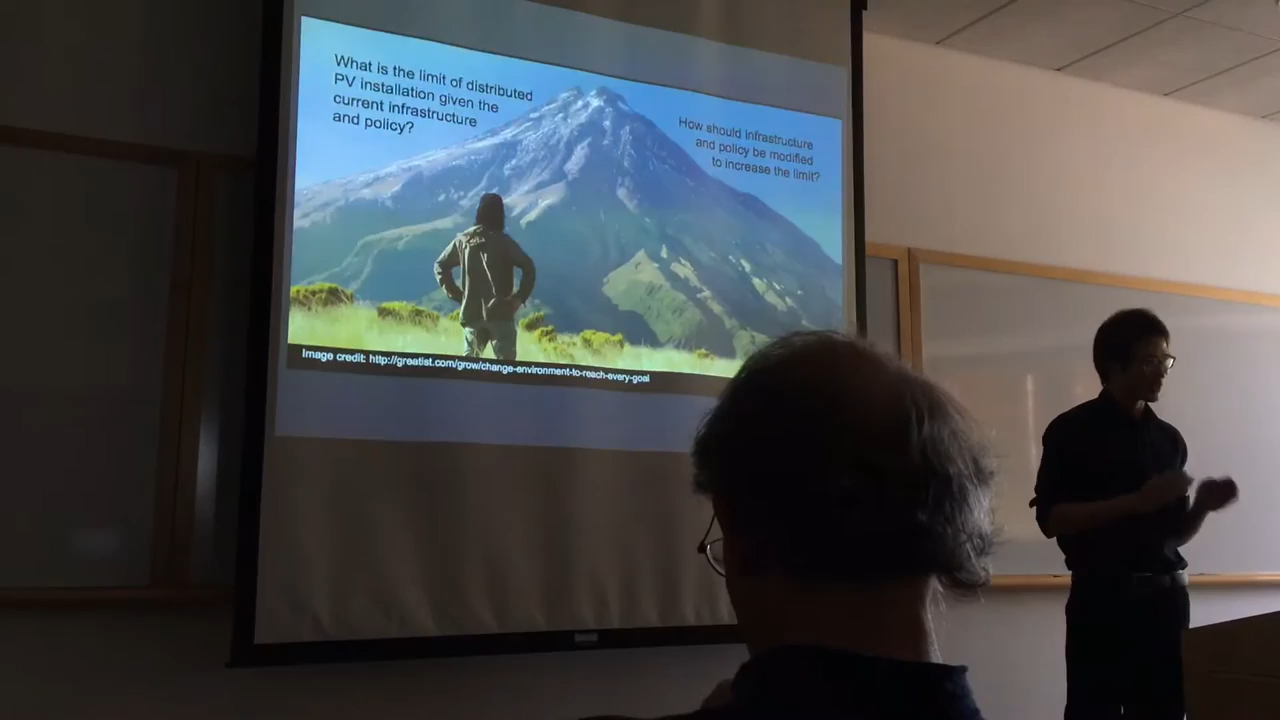 What is the limit of distributed
PV installation given the
current infrastructure
and policy?
How should infrastructure
and policy be modified
to increase the limit?
Image credit: http://greatist.com/grow/change-environment-to-reach-every-goal